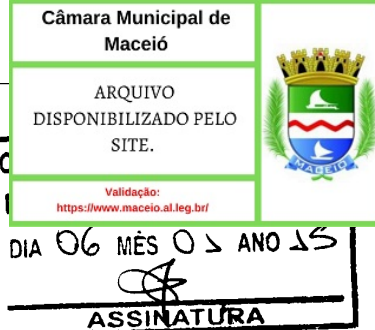 Câmara Municipal de
Maceió
ARQUIVO
DISPONIBILIZADO PELO
SITE.
Validação:
https://www.maceio.al.leg.br/
MACEIÓ
DIA 06 MÊS 01 ANO 15
ASSINATURA